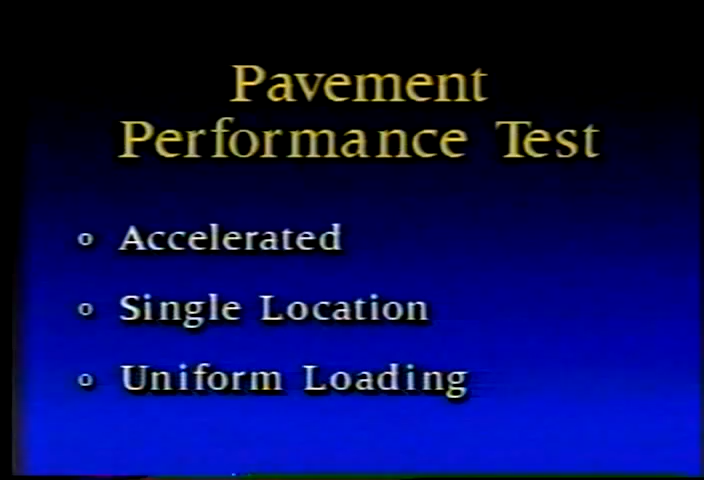 Pavement
Performance Test
o Accelerated
o Single Location
o Uniform Loading